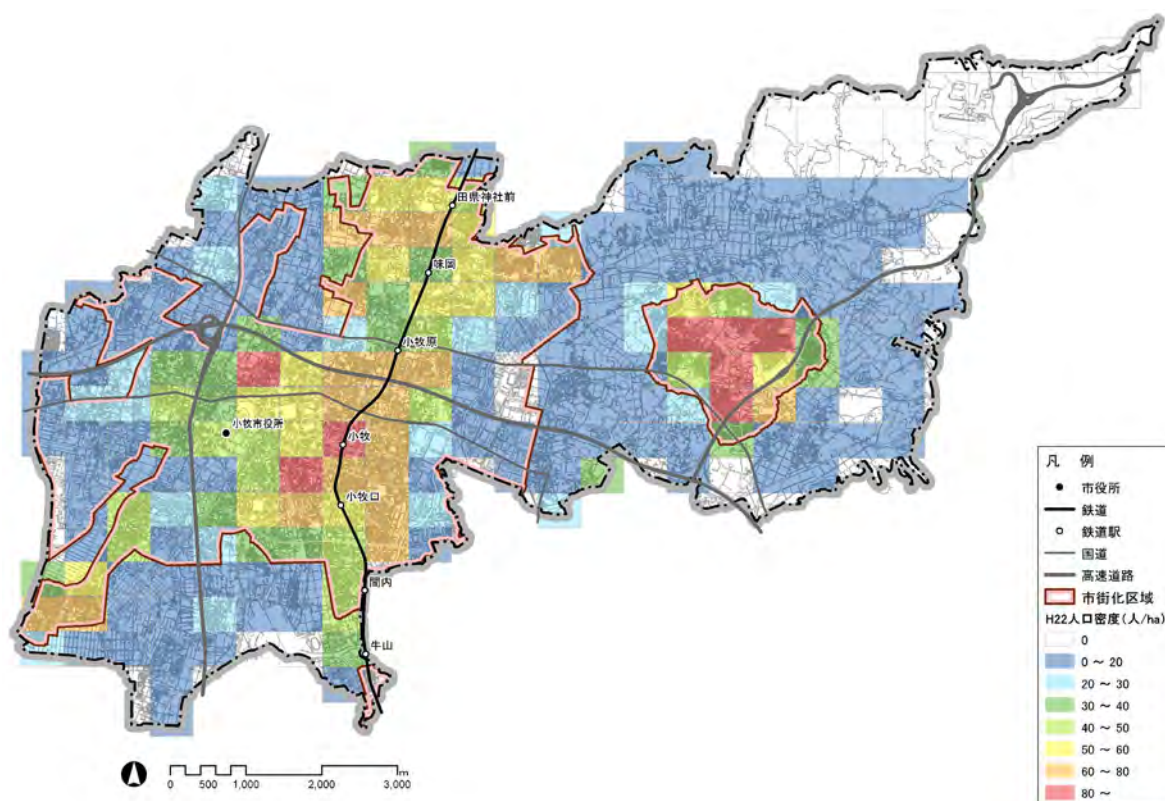 田県神社前
味岡
小牧原
小牧市役所
小牧
小牧口
間内
牛山
凡 例
市役所
鉄道
鉄道駅
国道
高速道路
市街化区域
H22人口密度(人/ha)
0
0 ~ 20
20 ~ 30
30 ~ 40
40 ~ 50
50 ~ 60
60 ~ 80
80 ~
0 500 1,000 2,000 3,000 m